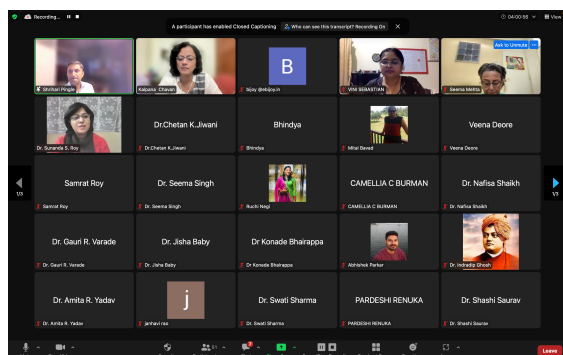 Recording...
04:00:56
View
A participant has enabled Closed Captioning
Who can see this transcript? Recording On
Ask to Unmute
Shrihari Pingle
Kalpana_Chavan
B
bijoy @ebijoy.in
VINI SEBASTIAN
Seema Mehta
Dr. Sunanda S. Roy
Dr.Chetan K.Jiwani
Dr.Chetan K.Jiwani
Bhindya
Bhindya
Mital Bavad
Veena Deore
Veena Deore
1/3
1/3
Samrat Roy
Samrat Roy
Dr. Seema Singh
Dr. Seema Singh
Ruchi Negi
CAMELLIA C BURMAN
CAMELLIA C BURMAN
Dr. Nafisa Shaikh
Dr. Nafisa Shaikh
Dr. Gauri R. Varade
Dr. Gauri R. Varade
Dr. Jisha Baby
Dr. Jisha Baby
Dr Konade Bhairappa
Dr Konade Bhairappa
Abhishek Parkar
Dr. Indradip Ghosh
Dr. Amita R. Yadav
Dr. Amita R. Yadav
j
janhavi rao
Dr. Swati Sharma
Dr. Swati Sharma
PARDESHI RENUKA
PARDESHI RENUKA
Dr. Shashi Saurav
Dr. Shashi Saurav
Leave